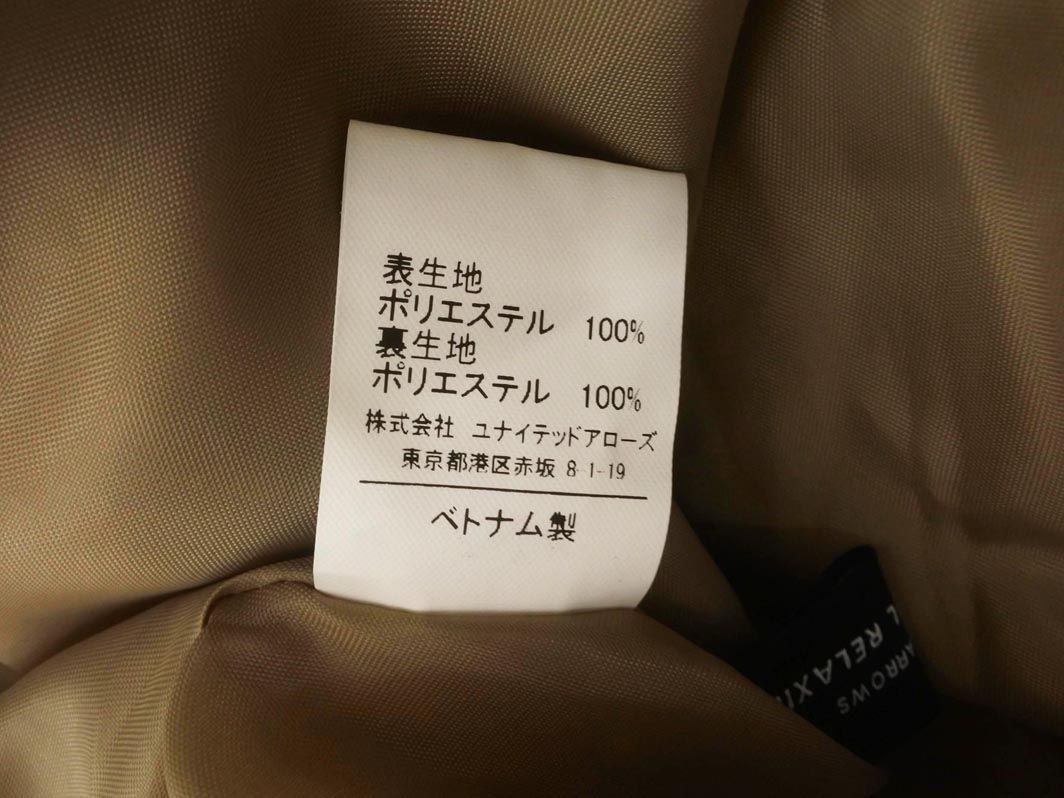 表生地
ポリエステル 100%
裏生地
ポリエステル 100%
株式会社 ユナイテッドアローズ
東京都港区赤坂 8-1-19
ベトナム製
L RELAXI
ARROWS